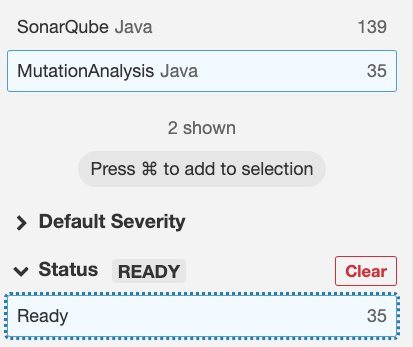 SonarQube Java 139
MutationAnalysis Java 35
2 shown
Press ⌘ to add to selection
Default Severity
Status READY Clear
Ready 35